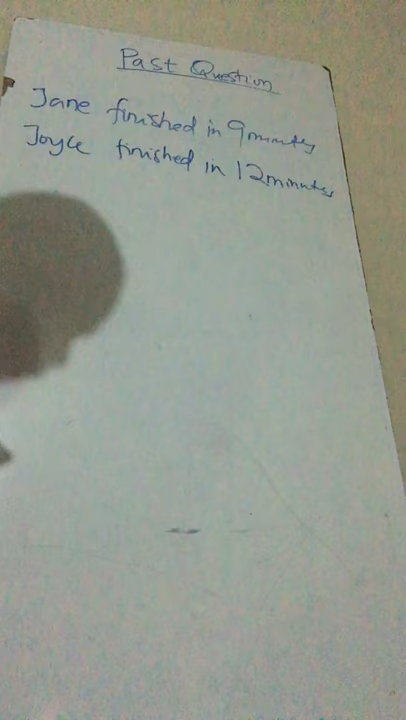 Past Question
Jane finished in 9minutes
Joyce finished in 12minutes